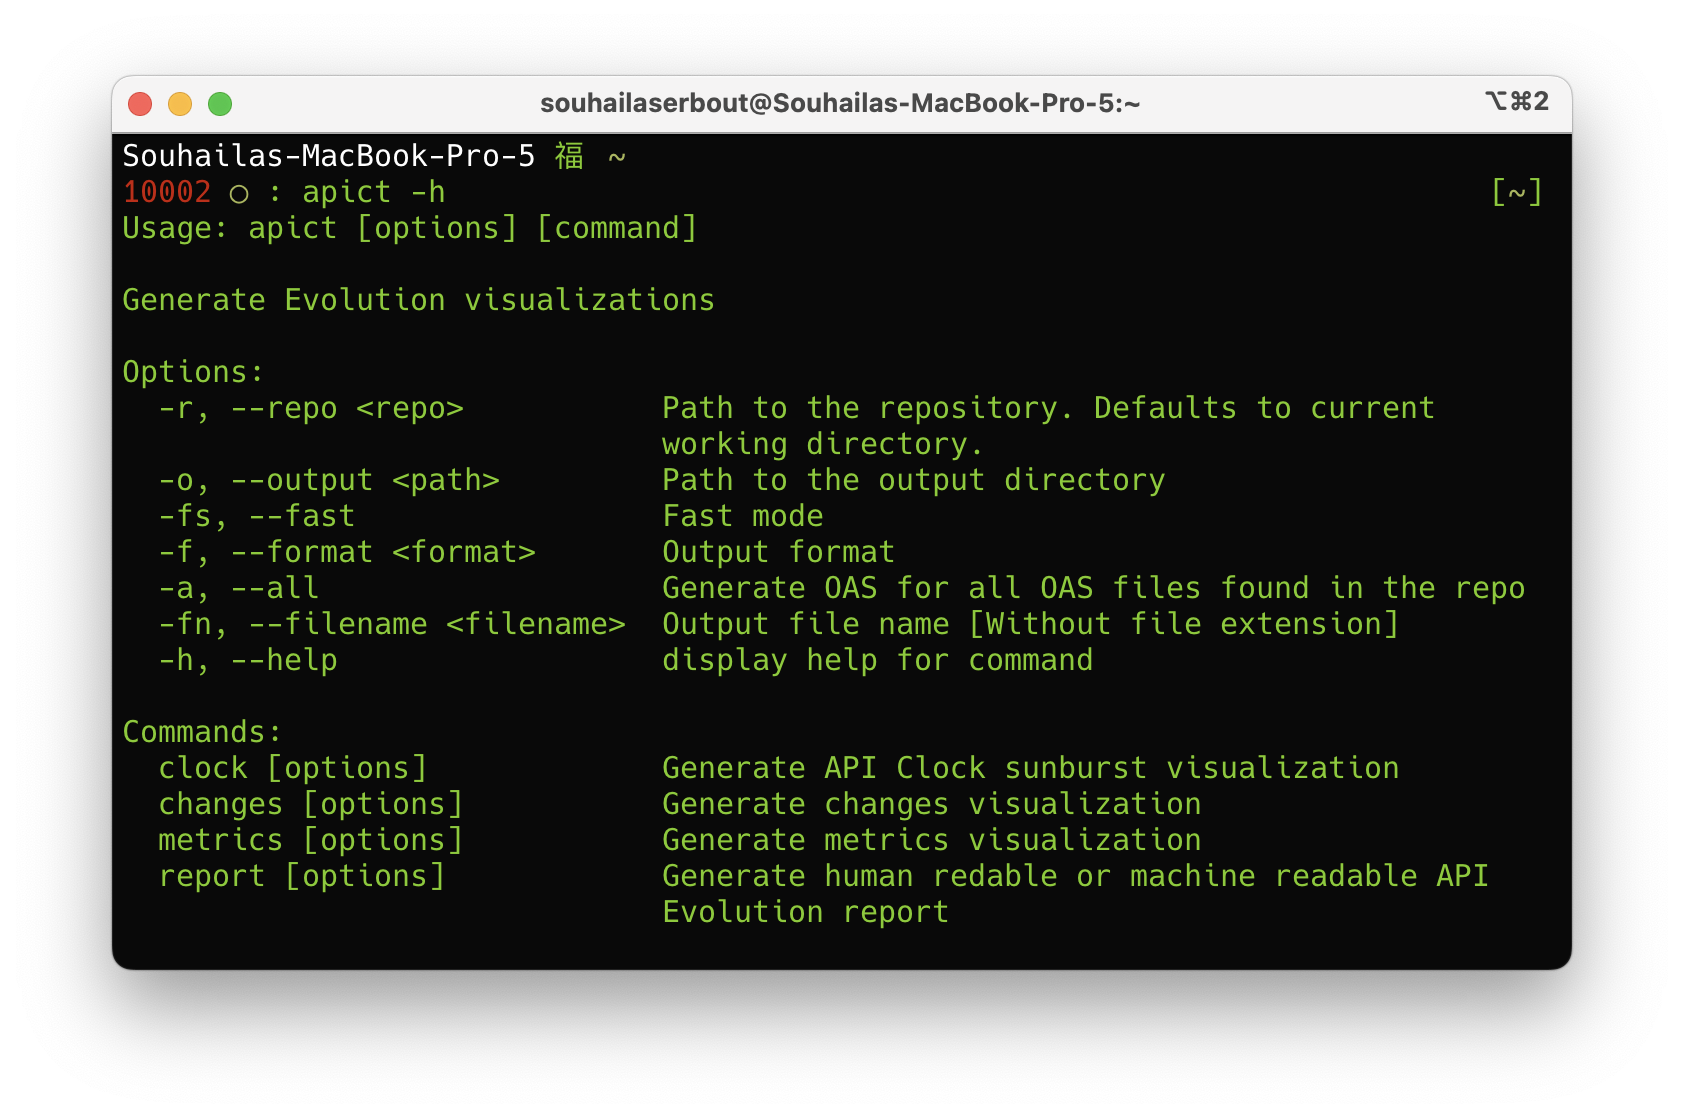 souhailaserbout@Souhailas-MacBook-Pro-5:~ ⌥⌘2
Souhailas-MacBook-Pro-5 福 ~
10002 ○ : apict -h [~]
Usage: apict [options] [command]
Generate Evolution visualizations
Options:
-r, --repo <repo> Path to the repository. Defaults to current
working directory.
-o, --output <path> Path to the output directory
-fs, --fast Fast mode
-f, --format <format> Output format
-a, --all Generate OAS for all OAS files found in the repo
-fn, --filename <filename> Output file name [Without file extension]
-h, --help display help for command
Commands:
clock [options] Generate API Clock sunburst visualization
changes [options] Generate changes visualization
metrics [options] Generate metrics visualization
report [options] Generate human redable or machine readable API
Evolution report